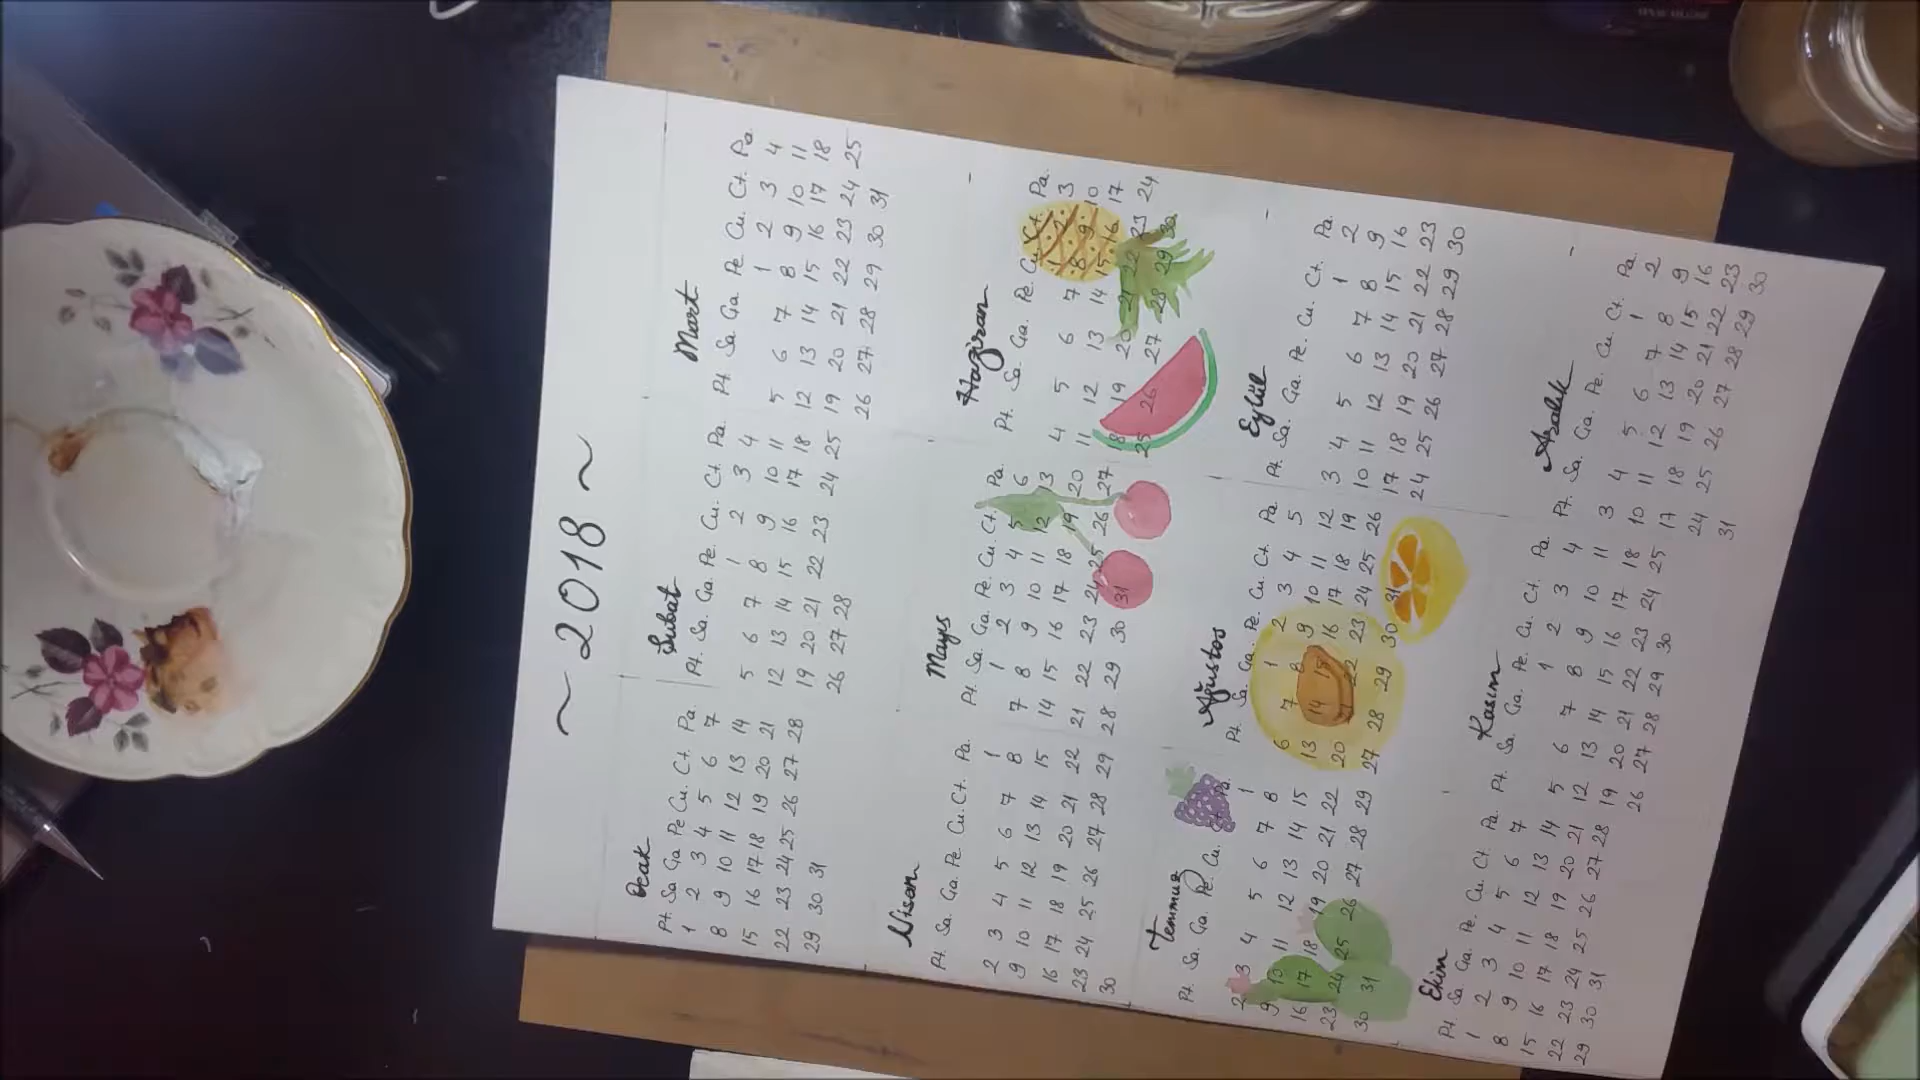 ~ 2018 ~
Ocak
Pt. Sa Ga Pe Cu. Ct. Pa.
1 2 3 4 5 6 7
8 9 10 11 12 13 14
15 16 17 18 19 20 21
22 23 24 25 26 27 28
29 30 31
Şubat
Pt. Sa. Ga. Pe. Cu. Ct. Pa.
1 2 3 4
5 6 7 8 9 10 11
12 13 14 15 16 17 18
19 20 21 22 23 24 25
26 27 28
Mart
Pt. Sa Ga Pe Cu Ct. Pa.
1 2 3 4
5 6 7 8 9 10 11
12 13 14 15 16 17 18
19 20 21 22 23 24 25
26 27 28 29 30 31
Nisan
Pt. Sa. Ga. Pe. Cu. Ct. Pa.
1
2 3 4 5 6 7 8
9 10 11 12 13 14 15
16 17 18 19 20 21 22
23 24 25 26 27 28 29
30
Mayıs
Pt. Sa. Ga. Pe. Cu. Ct. Pa.
1 2 3 4 5 6
7 8 9 10 11 12 13
14 15 16 17 18 19 20
21 22 23 24 25 26 27
28 29 30 31
Haziran
Pt. Sa. Ga. Pe. Cu. Ct. Pa.
1 2 3
4 5 6 7 8 9 10
11 12 13 14 15 16 17
18 19 20 21 22 23 24
25 26 27 28 29 30
Temmuz
Pt. Sa. Ga. Pe. Cu. Ct. Pa.
1
2 3 4 5 6 7 8
9 10 11 12 13 14 15
16 17 18 19 20 21 22
23 24 25 26 27 28 29
30 31
Ağustos
Pt. Sa. Ga. Pe. Cu. Ct. Pa.
1 2 3 4 5
6 7 8 9 10 11 12
13 14 15 16 17 18 19
20 21 22 23 24 25 26
27 28 29 30 31
Eylül
Pt. Sa. Ga. Pe. Cu. Ct. Pa.
1 2
3 4 5 6 7 8 9
10 11 12 13 14 15 16
17 18 19 20 21 22 23
24 25 26 27 28 29 30
Ekim
Pt. Sa Ga. Pe. Cu. Ct. Pa.
1 2 3 4 5 6 7
8 9 10 11 12 13 14
15 16 17 18 19 20 21
22 23 24 25 26 27 28
29 30 31
Kasım
Pt. Sa. Ga. Pe. Cu. Ct. Pa.
1 2 3 4
5 6 7 8 9 10 11
12 13 14 15 16 17 18
19 20 21 22 23 24 25
26 27 28 29 30
Aralık
Pt. Sa. Ga. Pe. Cu. Ct. Pa.
1 2
3 4 5 6 7 8 9
10 11 12 13 14 15 16
17 18 19 20 21 22 23
24 25 26 27 28 29 30
31